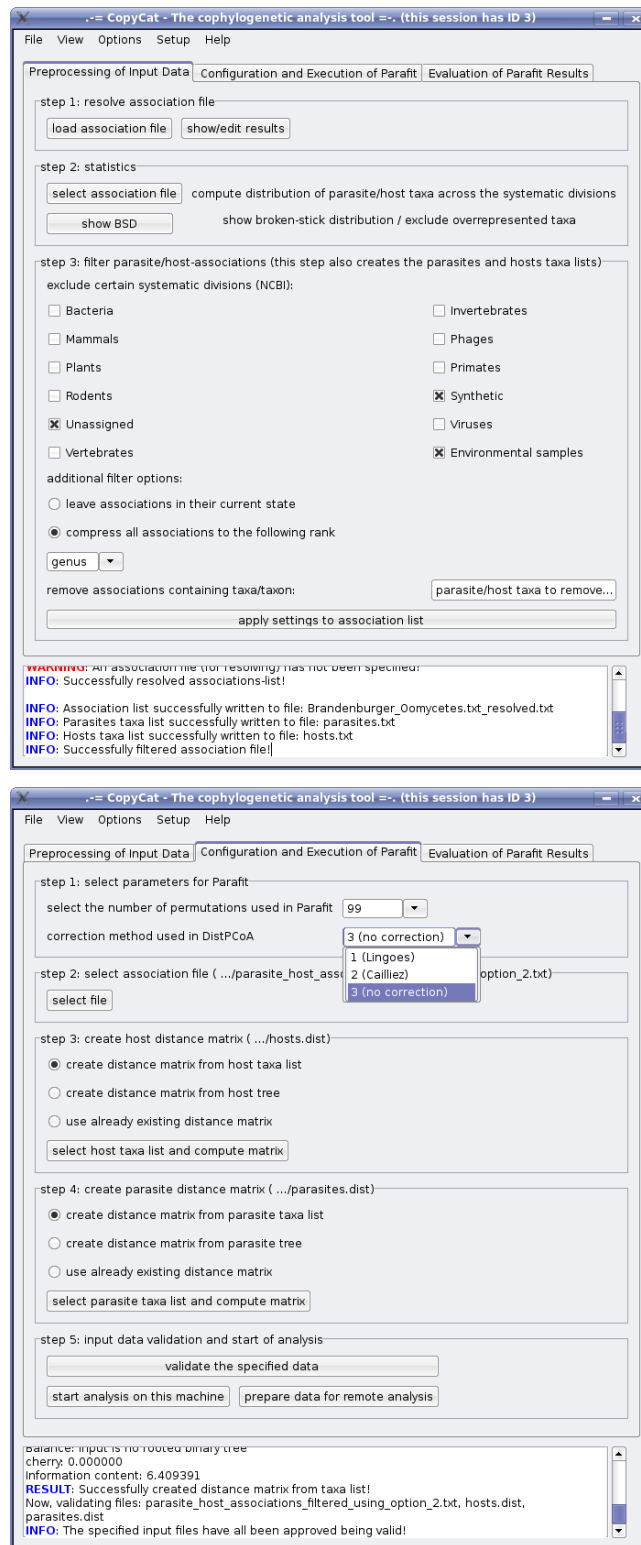 .-= CopyCat - The cophylogenetic analysis tool =-. (this session has ID 3)
File View Options Setup Help
Preprocessing of Input Data Configuration and Execution of Parafit Evaluation of Parafit Results
step 1: resolve association file
load association file show/edit results
step 2: statistics
select association file compute distribution of parasite/host taxa across the systematic divisions
show BSD show broken-stick distribution / exclude overrepresented taxa
step 3: filter parasite/host-associations (this step also creates the parasites and hosts taxa lists)
exclude certain systematic divisions (NCBI):
Bacteria Invertebrates
Mammals Phages
Plants Primates
Rodents Synthetic
Unassigned Viruses
Vertebrates Environmental samples
additional filter options:
leave associations in their current state
compress all associations to the following rank
genus
remove associations containing taxa/taxon: parasite/host taxa to remove...
apply settings to association list
WARNING: An association file (for resolving) has not been specified!
INFO: Successfully resolved associations-list!
INFO: Association list successfully written to file: Brandenburger_Oomycetes.txt_resolved.txt
INFO: Parasites taxa list successfully written to file: parasites.txt
INFO: Hosts taxa list successfully written to file: hosts.txt
INFO: Successfully filtered association file!
.-= CopyCat - The cophylogenetic analysis tool =-. (this session has ID 3)
File View Options Setup Help
Preprocessing of Input Data Configuration and Execution of Parafit Evaluation of Parafit Results
step 1: select parameters for Parafit
select the number of permutations used in Parafit 99
correction method used in DistPCoA 3 (no correction)
1 (Lingoes)
step 2: select association file ( .../parasite_host_asso 2 (Cailliez) option_2.txt)
select file 3 (no correction)
step 3: create host distance matrix ( .../hosts.dist)
create distance matrix from host taxa list
create distance matrix from host tree
use already existing distance matrix
select host taxa list and compute matrix
step 4: create parasite distance matrix ( .../parasites.dist)
create distance matrix from parasite taxa list
create distance matrix from parasite tree
use already existing distance matrix
select parasite taxa list and compute matrix
step 5: input data validation and start of analysis
validate the specified data
start analysis on this machine prepare data for remote analysis
Balance: input is no rooted binary tree
cherry: 0.000000
Information content: 6.409391
RESULT: Successfully created distance matrix from taxa list!
Now, validating files: parasite_host_associations_filtered_using_option_2.txt, hosts.dist,
parasites.dist
INFO: The specified input files have all been approved being valid!